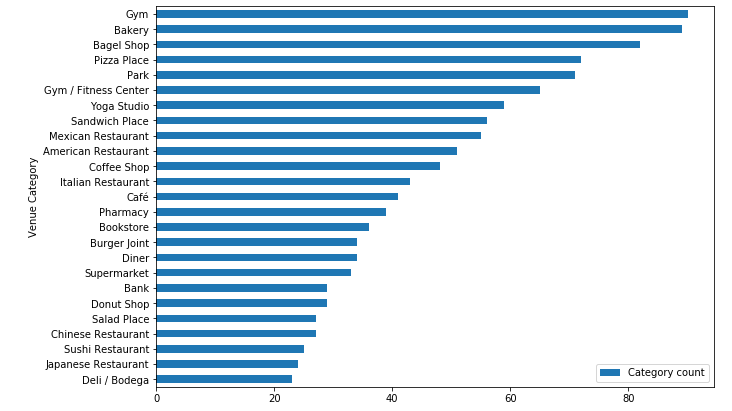 Venue Category
Gym
Bakery
Bagel Shop
Pizza Place
Park
Gym / Fitness Center
Yoga Studio
Sandwich Place
Mexican Restaurant
American Restaurant
Coffee Shop
Italian Restaurant
Café
Pharmacy
Bookstore
Burger Joint
Diner
Supermarket
Bank
Donut Shop
Salad Place
Chinese Restaurant
Sushi Restaurant
Japanese Restaurant
Deli / Bodega
Category count
0 20 40 60 80